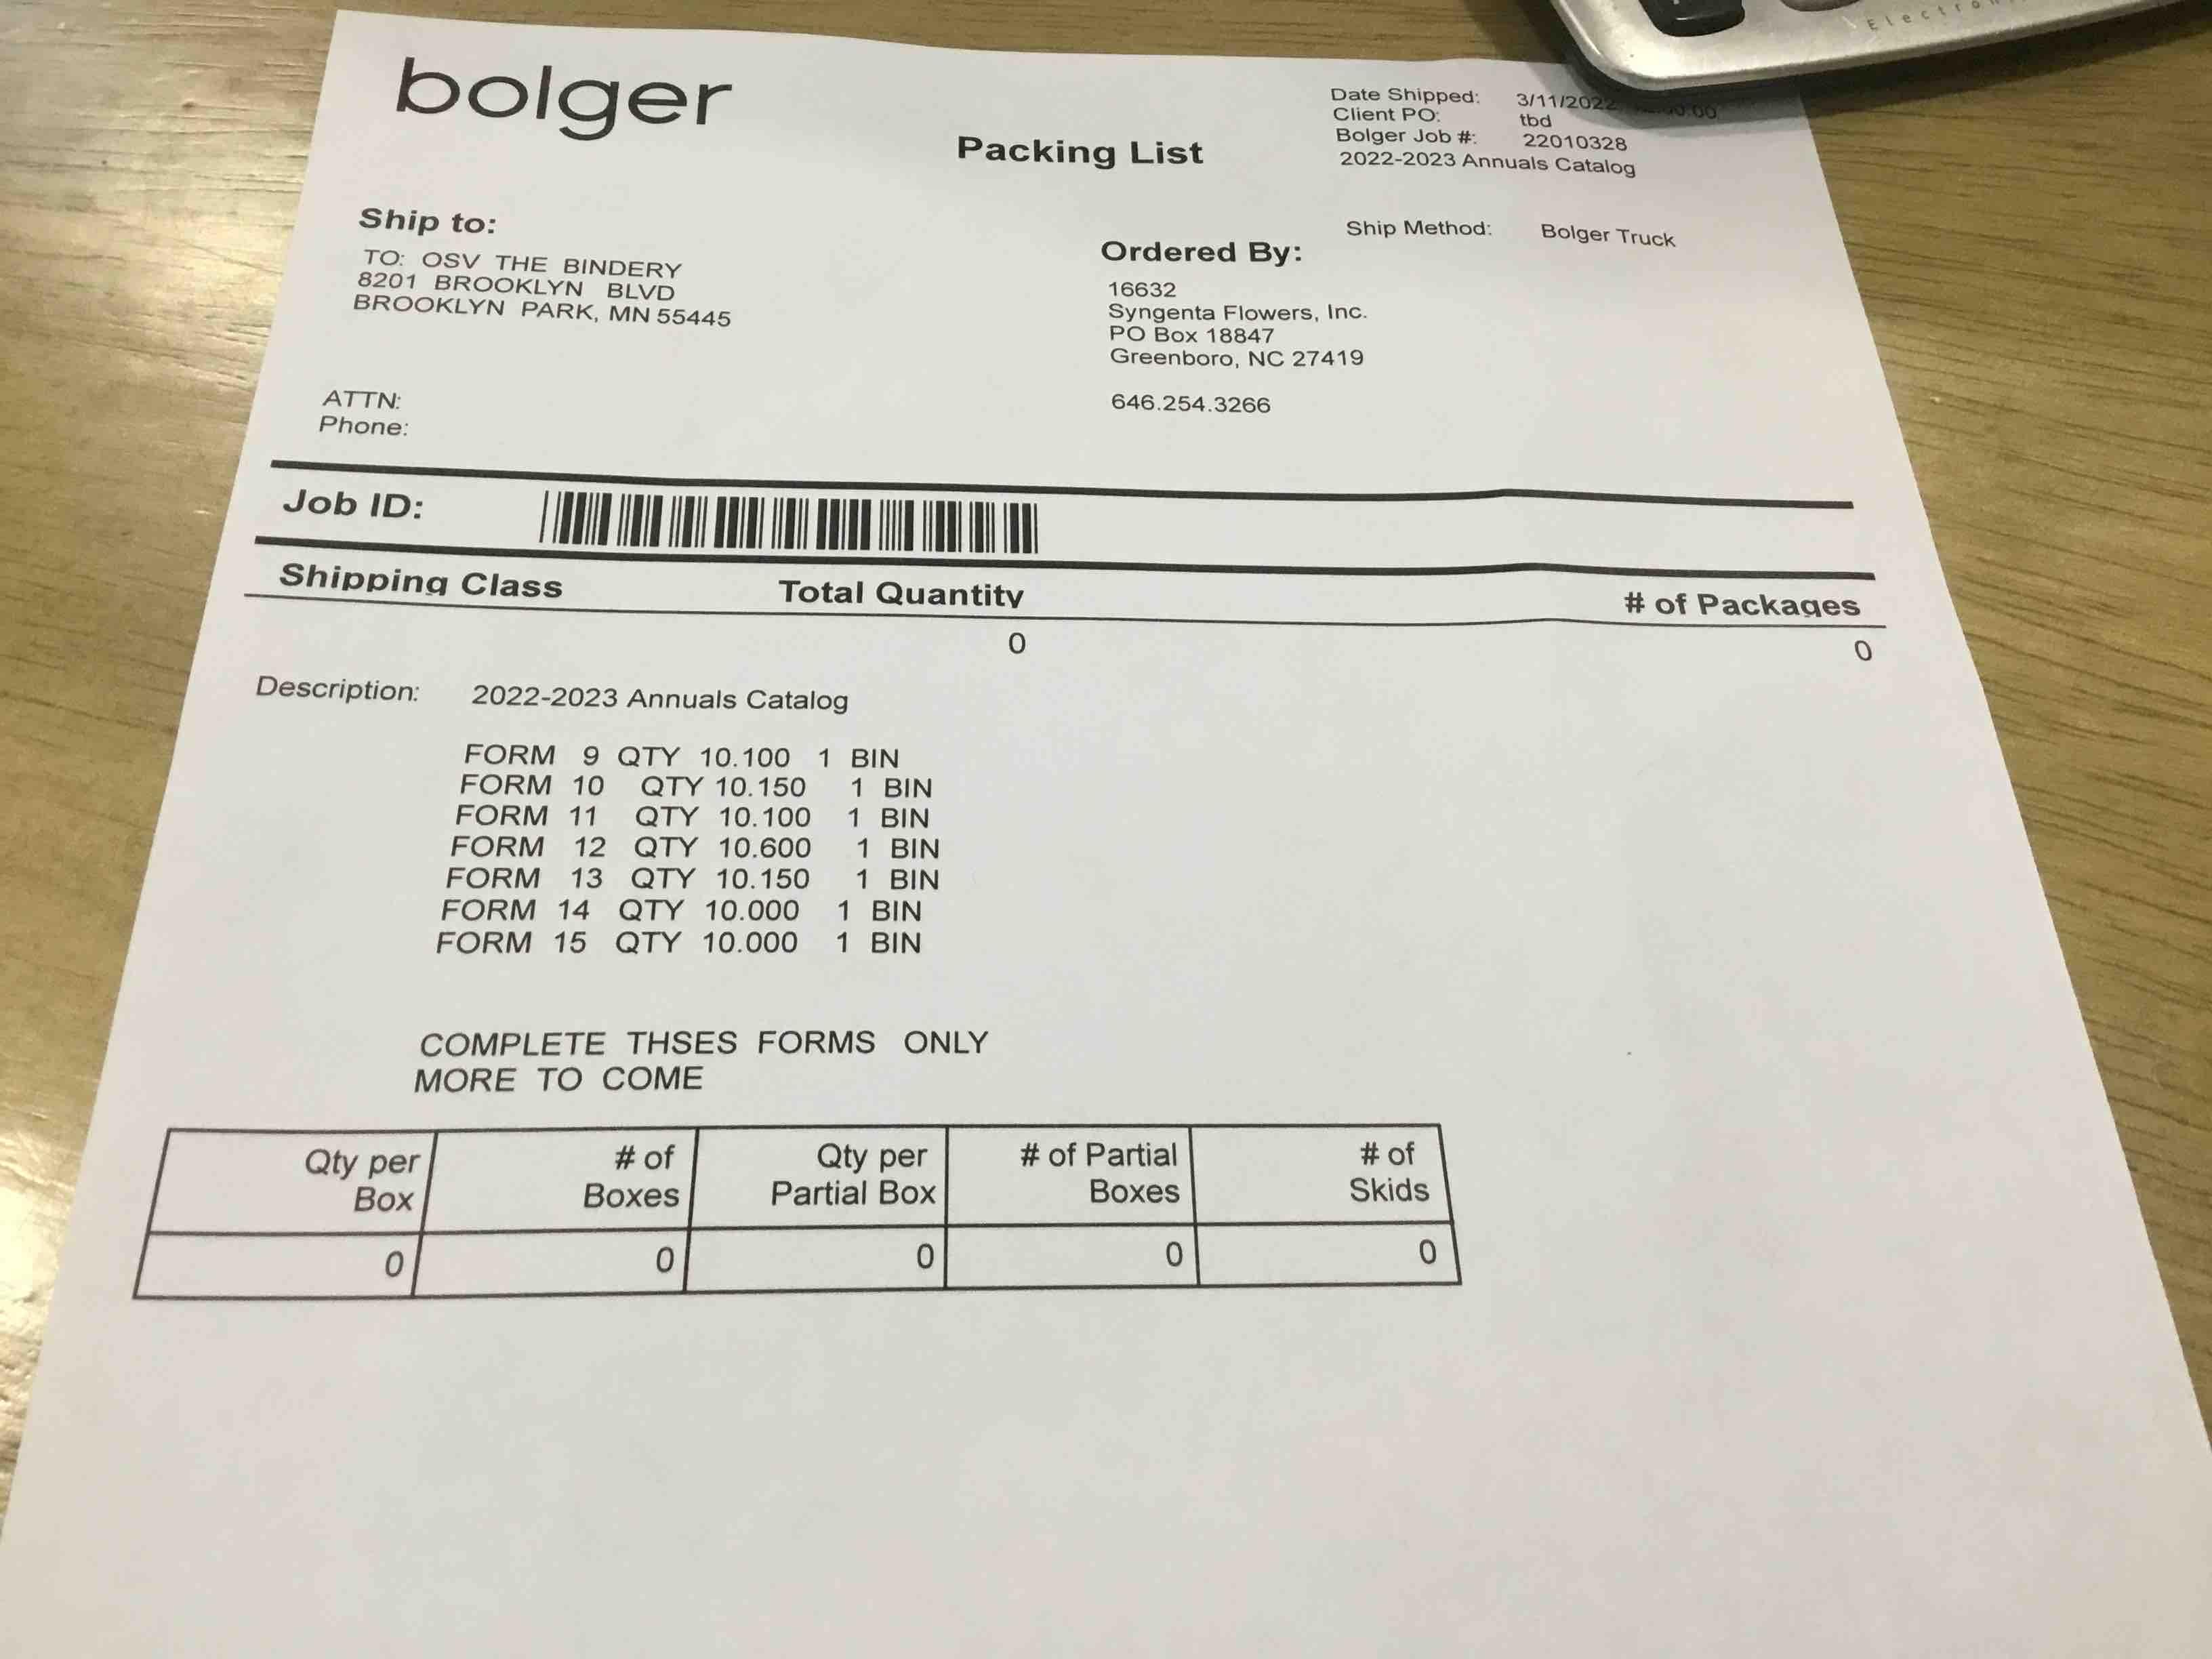 bolger
Packing List
Date Shipped: 3/11/2022
Client PO: tbd
Bolger Job #: 22010328
2022-2023 Annuals Catalog
Ship Method: Bolger Truck
Ship to:
TO: OSV THE BINDERY
8201 BROOKLYN BLVD
BROOKLYN PARK, MN 55445
ATTN:
Phone:
Ordered By:
16632
Syngenta Flowers, Inc.
PO Box 18847
Greenboro, NC 27419
646.254.3266
Job ID:
Shipping Class Total Quantity # of Packages
0 0
Description: 2022-2023 Annuals Catalog
FORM 9 QTY 10.100 1 BIN
FORM 10 QTY 10.150 1 BIN
FORM 11 QTY 10.100 1 BIN
FORM 12 QTY 10.600 1 BIN
FORM 13 QTY 10.150 1 BIN
FORM 14 QTY 10.000 1 BIN
FORM 15 QTY 10.000 1 BIN
COMPLETE THSES FORMS ONLY
MORE TO COME
Qty per Box # of Boxes Qty per Partial Box # of Partial Boxes # of Skids
0 0 0 0 0